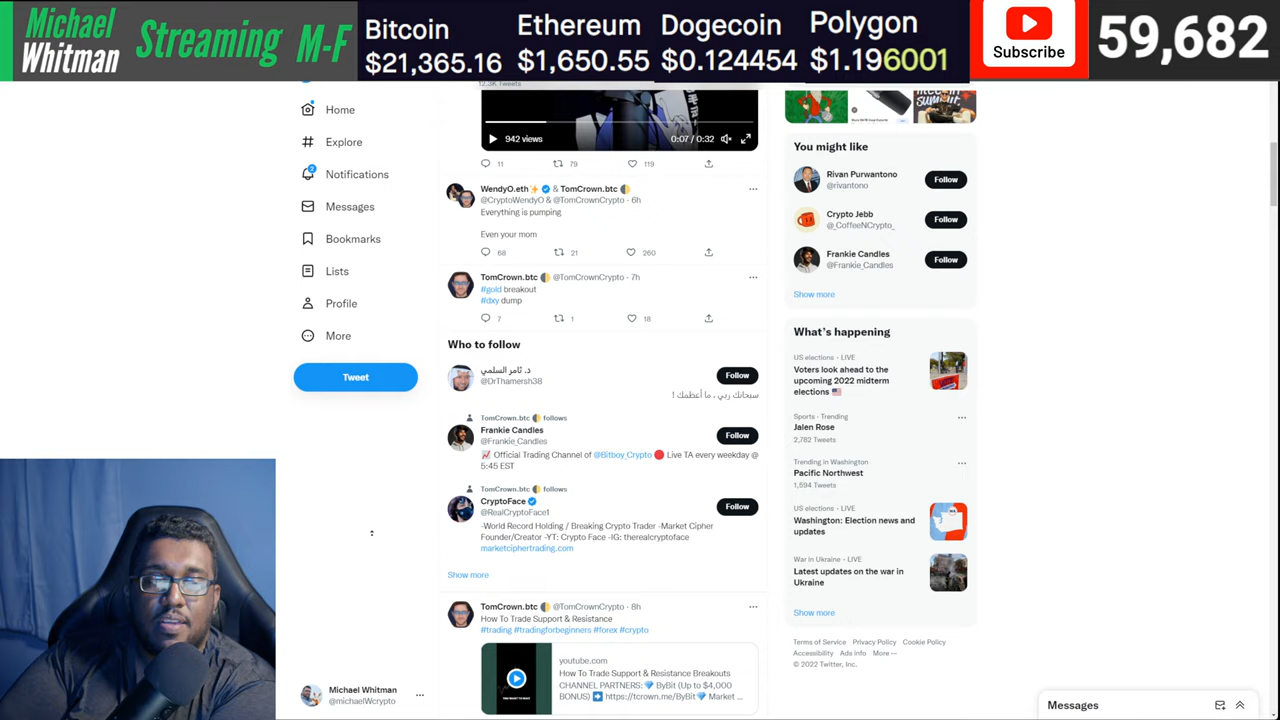 Michael
Whitman
Streaming M-F
Bitcoin
$21,365.16
Ethereum
$1,650.55
Dogecoin
$0.124454
Polygon
$1.196001
Subscribe
59,682
Home
Explore
2
Notifications
Messages
Bookmarks
Lists
Profile
More
Tweet
Michael Whitman
@michaelWcrypto
12.3K Tweets
942 views
0:07 / 0:32
11 79 119
WendyO.eth & TomCrown.btc
@CryptoWendyO & @TomCrownCrypto · 6h
Everything is pumping
Even your mom
68 21 260
TomCrown.btc @TomCrownCrypto · 7h
#gold breakout
#dxy dump
7 1 18
Who to follow
د. ثامر السلمي
@DrThamersh38
Follow
سبحانك ربي ، ما أعظمك !
TomCrown.btc follows
Frankie Candles
@Frankie_Candles
Follow
Official Trading Channel of @Bitboy_Crypto Live TA every weekday @
5:45 EST
TomCrown.btc follows
CryptoFace
@RealCryptoFace1
Follow
-World Record Holding / Breaking Crypto Trader -Market Cipher
Founder/Creator -YT: Crypto Face -IG: therealcryptoface
marketciphertrading.com
Show more
TomCrown.btc @TomCrownCrypto · 8h
How To Trade Support & Resistance
#trading #tradingforbeginners #forex #crypto
youtube.com
How To Trade Support & Resistance Breakouts
CHANNEL PARTNERS: ByBit (Up to $4,000
BONUS) https://tcrown.me/ByBit Market ...
You might like
Rivan Purwantono
@rivantono
Follow
Crypto Jebb
@_CoffeeNCrypto_
Follow
Frankie Candles
@Frankie_Candles
Follow
Show more
What's happening
US elections · LIVE
Voters look ahead to the
upcoming 2022 midterm
elections
Sports · Trending
Jalen Rose
2,782 Tweets
Trending in Washington
Pacific Northwest
1,594 Tweets
US elections · LIVE
Washington: Election news and
updates
War in Ukraine · LIVE
Latest updates on the war in
Ukraine
Show more
Terms of Service Privacy Policy Cookie Policy
Accessibility Ads info More ···
© 2022 Twitter, Inc.
Messages